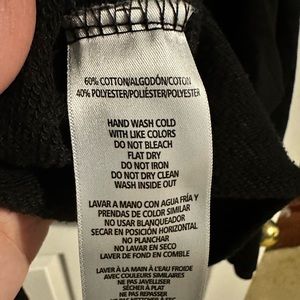 60% COTTON/ALGODÓN/COTON
40% POLYESTER/POLIÉSTER/POLYESTER
HAND WASH COLD
WITH LIKE COLORS
DO NOT BLEACH
FLAT DRY
DO NOT IRON
DO NOT DRY CLEAN
WASH INSIDE OUT
LAVAR A MANO CON AGUA FRÍA Y
PRENDAS DE COLOR SIMILAR
NO USAR BLANQUEADOR
SECAR EN POSICIÓN HORIZONTAL
NO PLANCHAR
NO LAVAR EN SECO
LAVER DE FOND EN COMBLE
LAVER À LA MAIN À L'EAU FROIDE
AVEC COULEURS SIMILAIRES
NE PAS JAVELLISER
SÉCHER À PLAT
NE PAS REPASSER